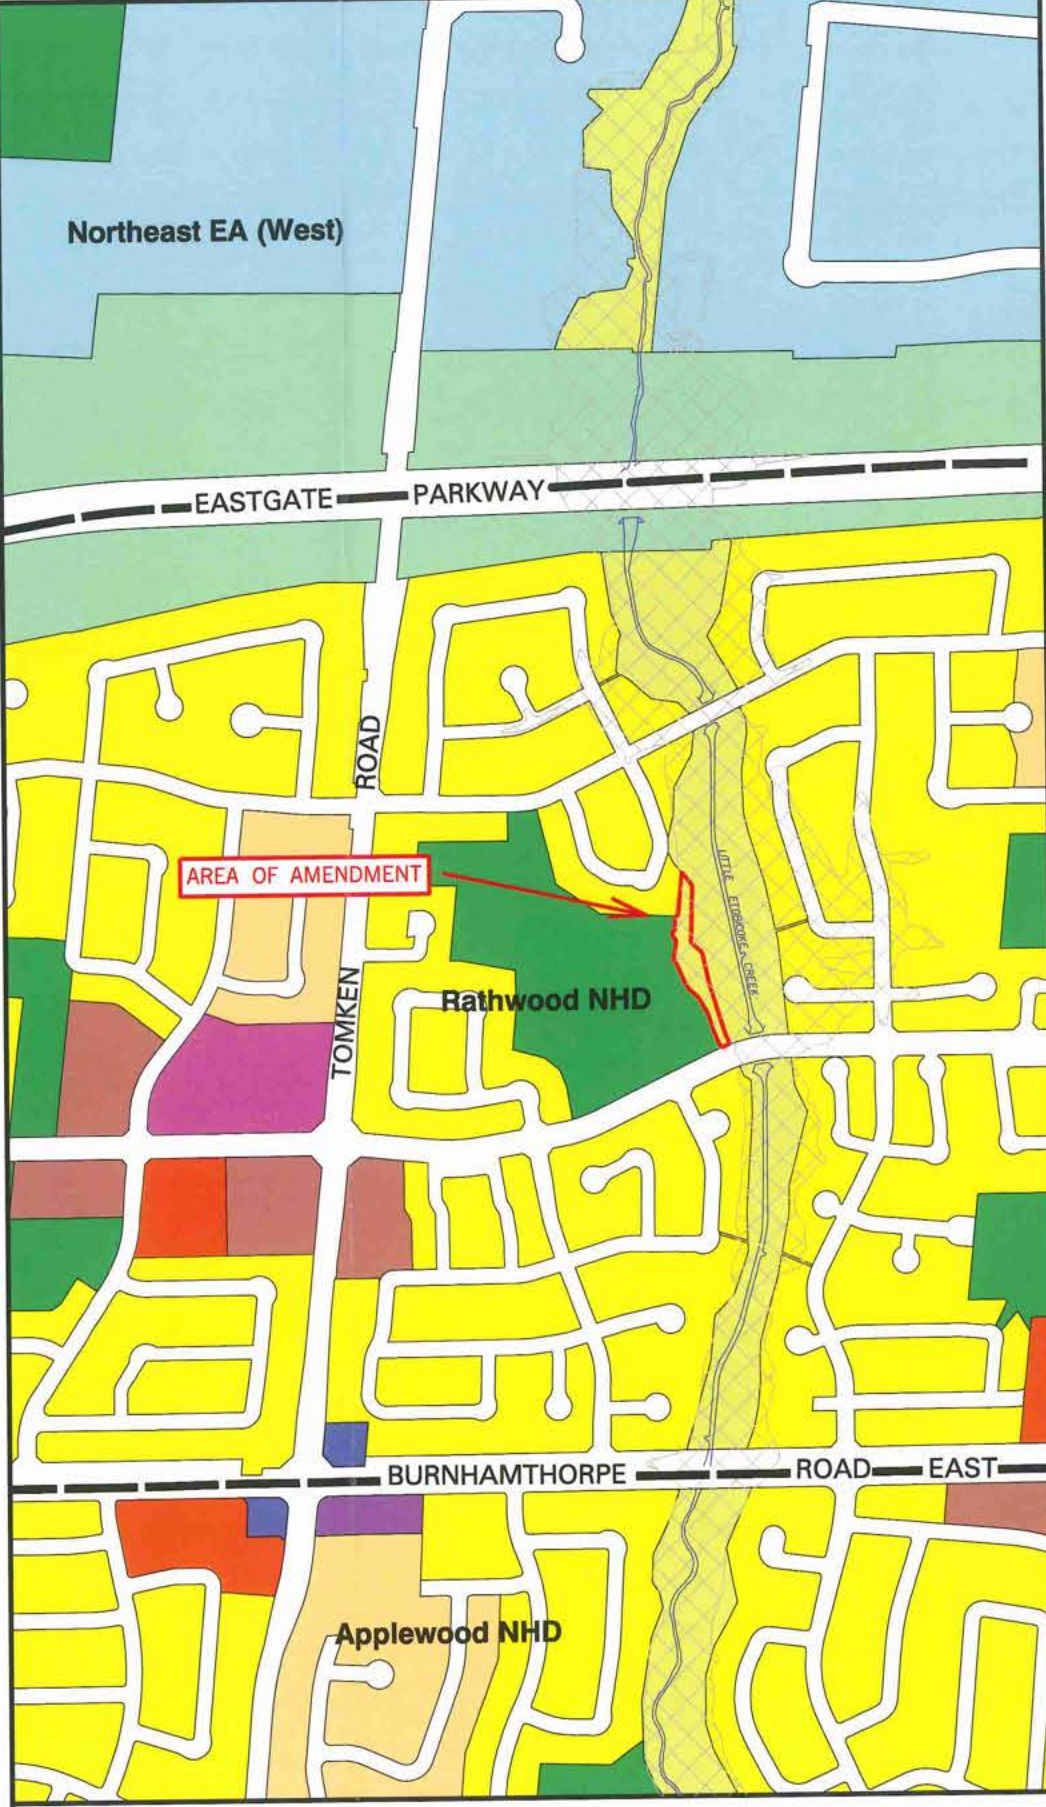 Northeast EA (West)
EASTGATE PARKWAY
ROAD
AREA OF AMENDMENT
LITTLE ETOBICOKE CREEK
Rathwood NHD
TOMKEN
BURNHAMTHORPE ROAD EAST
Applewood NHD